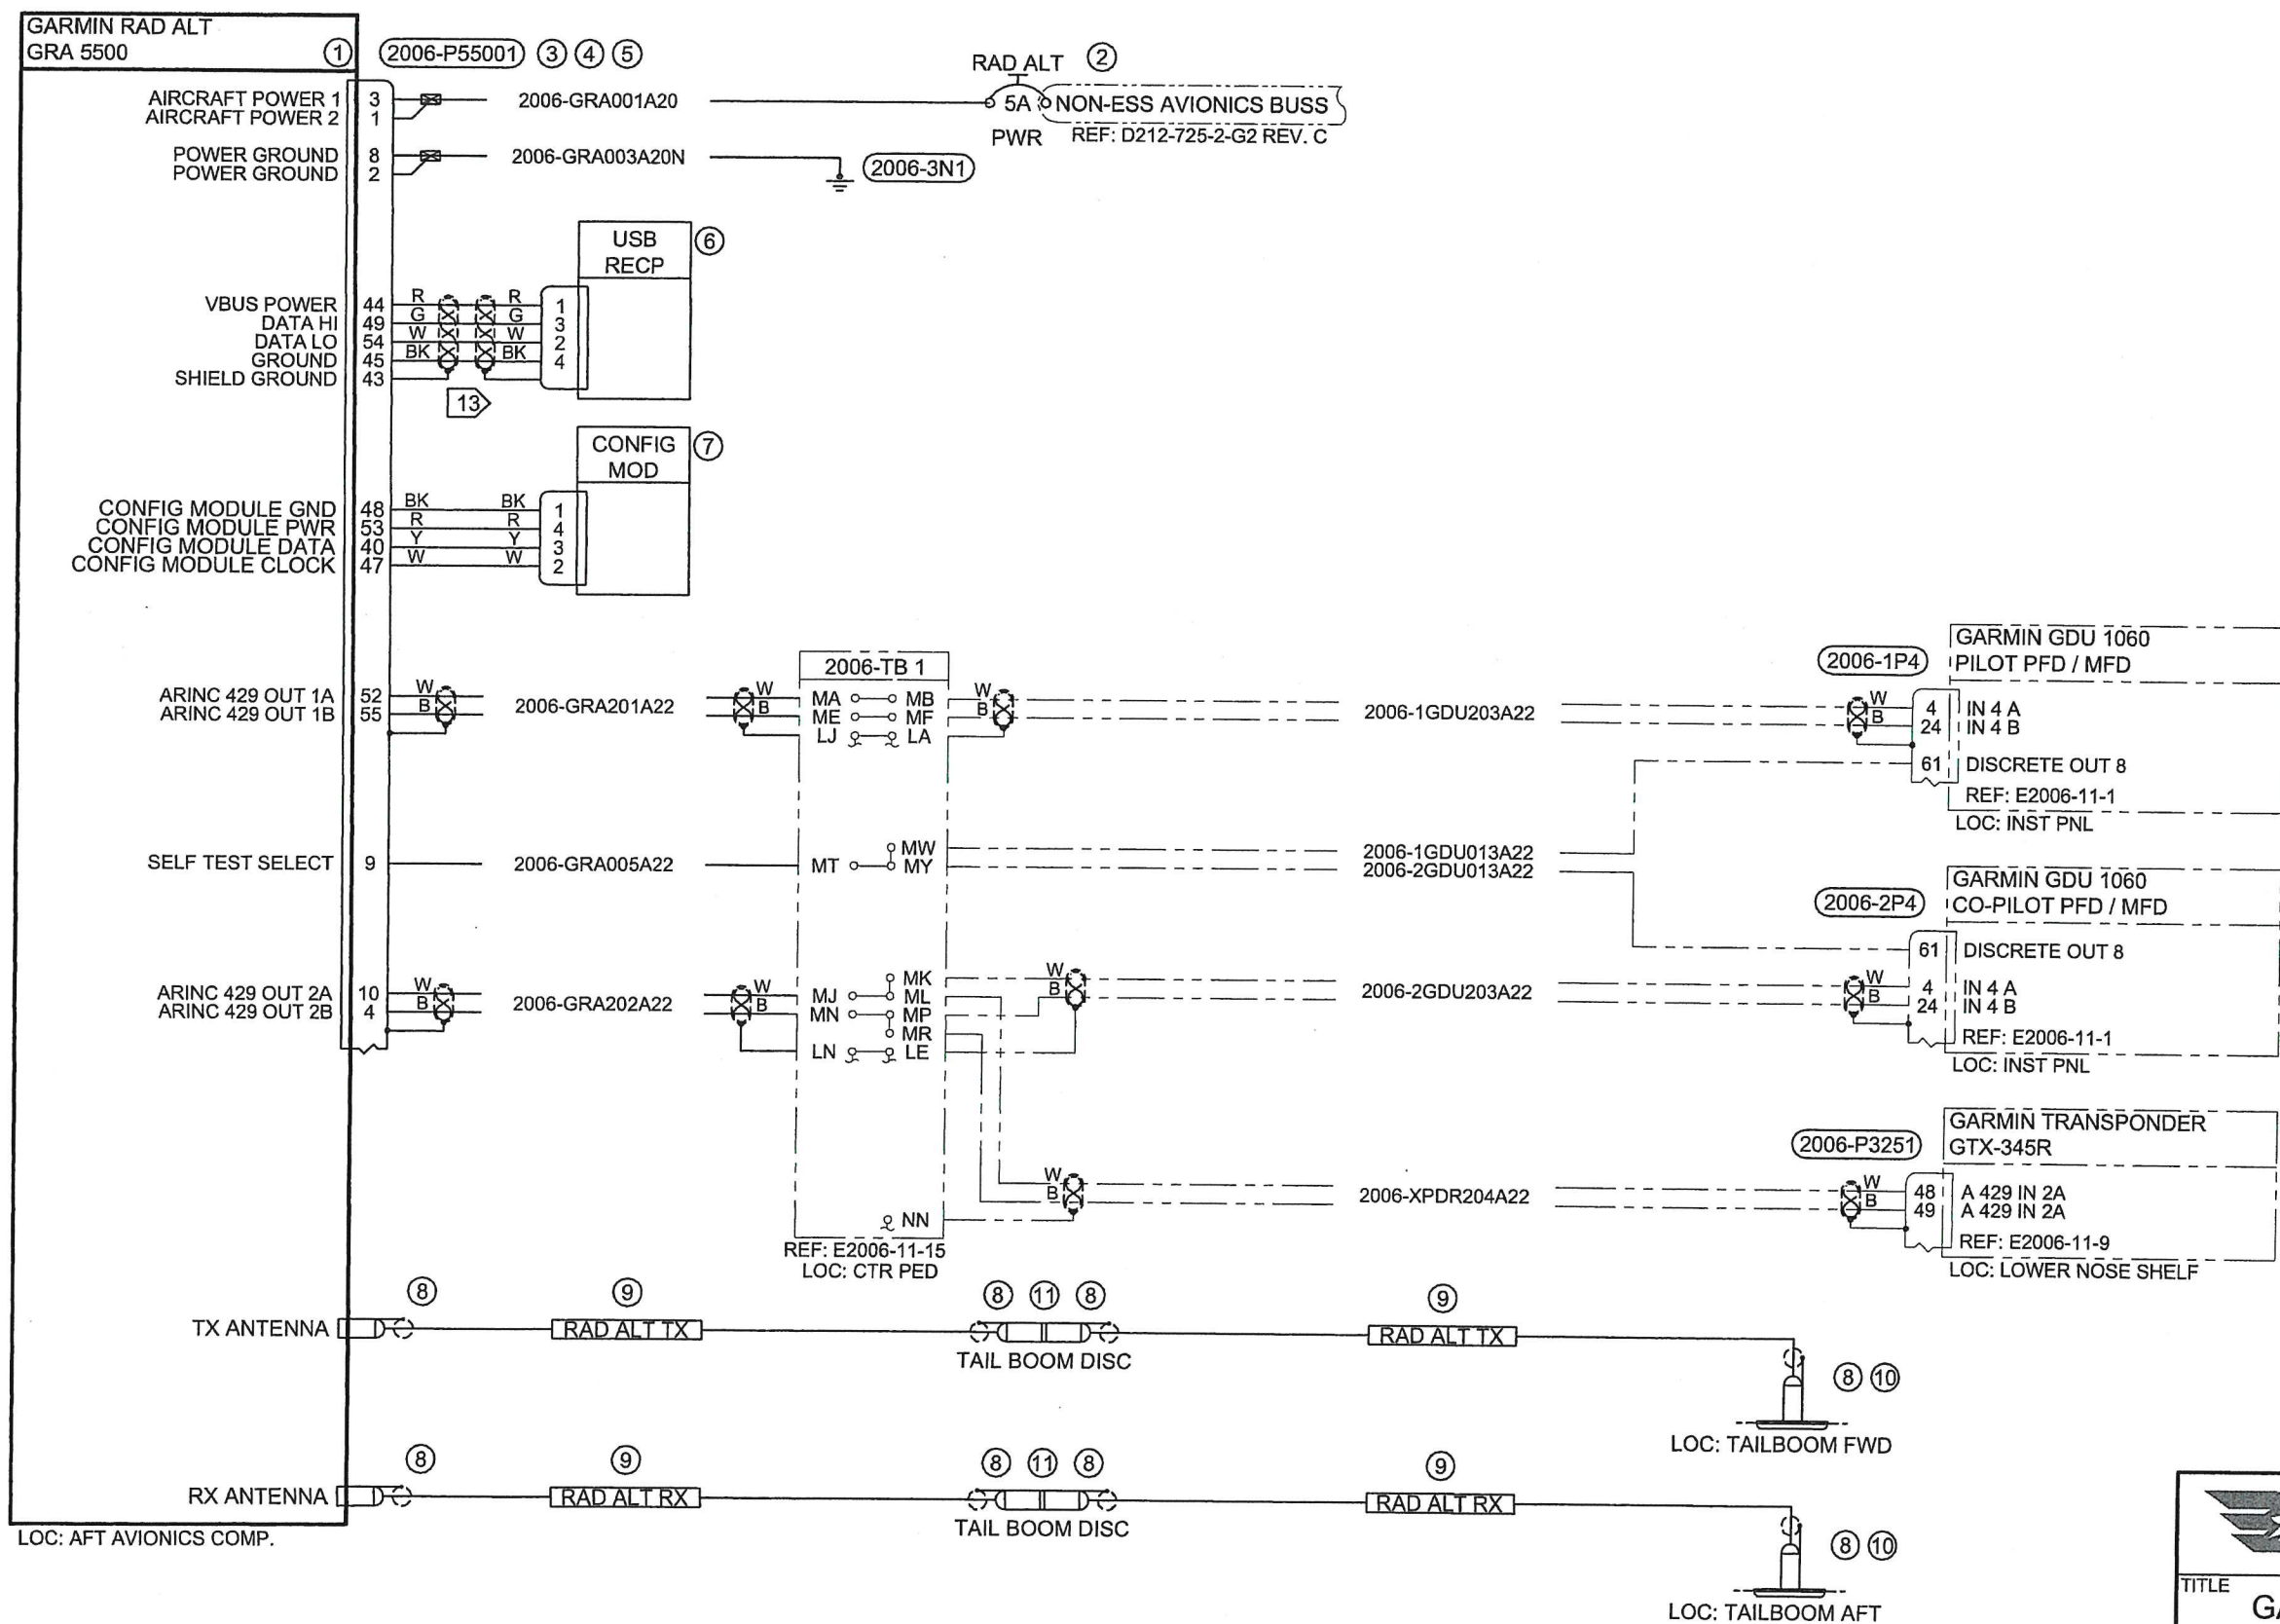 GARMIN RAD ALT
GRA 5500
1
2006-P55001
3 4 5
AIRCRAFT POWER 1 3
AIRCRAFT POWER 2 1
2006-GRA001A20
RAD ALT
2
5A
PWR
NON-ESS AVIONICS BUSS
REF: D212-725-2-G2 REV. C
POWER GROUND 8
POWER GROUND 2
2006-GRA003A20N
2006-3N1
USB
RECP
6
VBUS POWER 44 R R 1
DATA HI 49 G G 3
DATA LO 54 W W 2
GROUND 45 BK BK 4
SHIELD GROUND 43
13
CONFIG
MOD
7
CONFIG MODULE GND 48 BK BK 1
CONFIG MODULE PWR 53 R R 4
CONFIG MODULE DATA 40 Y Y 3
CONFIG MODULE CLOCK 47 W W 2
2006-TB 1
ARINC 429 OUT 1A 52 W
ARINC 429 OUT 1B 55 B
2006-GRA201A22
W MA MB W
B ME MF B
LJ LA
2006-1GDU203A22
2006-1P4
GARMIN GDU 1060
PILOT PFD / MFD
W 4 IN 4 A
B 24 IN 4 B
61 DISCRETE OUT 8
REF: E2006-11-1
LOC: INST PNL
SELF TEST SELECT 9
2006-GRA005A22
MW
MT MY
2006-1GDU013A22
2006-2GDU013A22
2006-2P4
GARMIN GDU 1060
CO-PILOT PFD / MFD
61 DISCRETE OUT 8
W 4 IN 4 A
B 24 IN 4 B
REF: E2006-11-1
LOC: INST PNL
ARINC 429 OUT 2A 10 W
ARINC 429 OUT 2B 4 B
2006-GRA202A22
MK W
W MJ ML B
B MN MP
MR
LN LE
2006-2GDU203A22
2006-P3251
GARMIN TRANSPONDER
GTX-345R
W
B
2006-XPDR204A22
W 48 A 429 IN 2A
B 49 A 429 IN 2A
REF: E2006-11-9
LOC: LOWER NOSE SHELF
NN
REF: E2006-11-15
LOC: CTR PED
8 9 8 11 8 9
TX ANTENNA
RAD ALT TX
TAIL BOOM DISC
RAD ALT TX
8 10
LOC: TAILBOOM FWD
8 9 8 11 8 9
RX ANTENNA
RAD ALT RX
TAIL BOOM DISC
RAD ALT RX
8 10
LOC: TAILBOOM AFT
LOC: AFT AVIONICS COMP.
TITLE